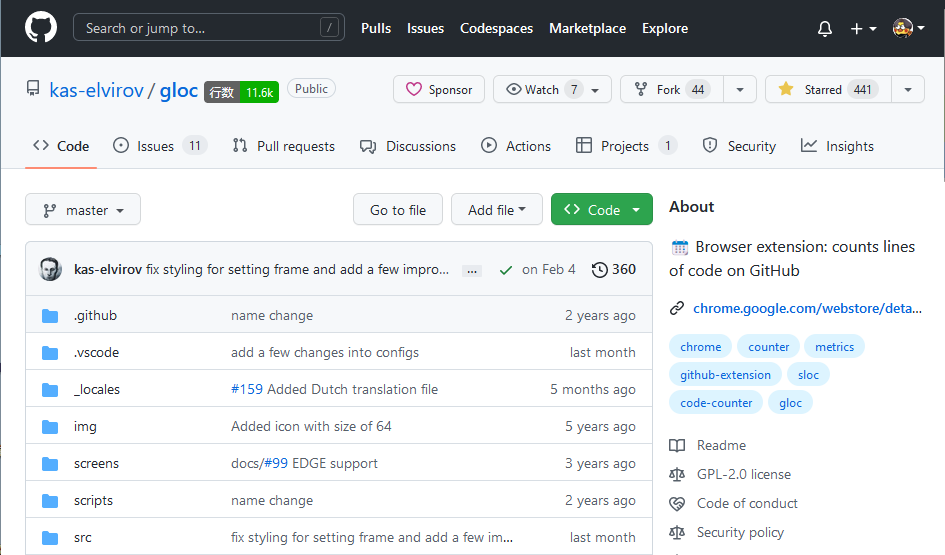 Search or jump to... / Pulls Issues Codespaces Marketplace Explore
kas-elvirov / gloc 行数 11.6k Public Sponsor Watch 7 Fork 44 Starred 441
Code Issues 11 Pull requests Discussions Actions Projects 1 Security Insights
master Go to file Add file Code
kas-elvirov fix styling for setting frame and add a few impro... ... on Feb 4 360
.github name change 2 years ago
.vscode add a few changes into configs last month
_locales #159 Added Dutch translation file 5 months ago
img Added icon with size of 64 5 years ago
screens docs/#99 EDGE support 3 years ago
scripts name change 2 years ago
src fix styling for setting frame and add a few im...
About
Browser extension: counts lines
of code on GitHub
chrome.google.com/webstore/deta...
chrome counter metrics
github-extension sloc
code-counter gloc
Readme
GPL-2.0 license
Code of conduct
Security policy